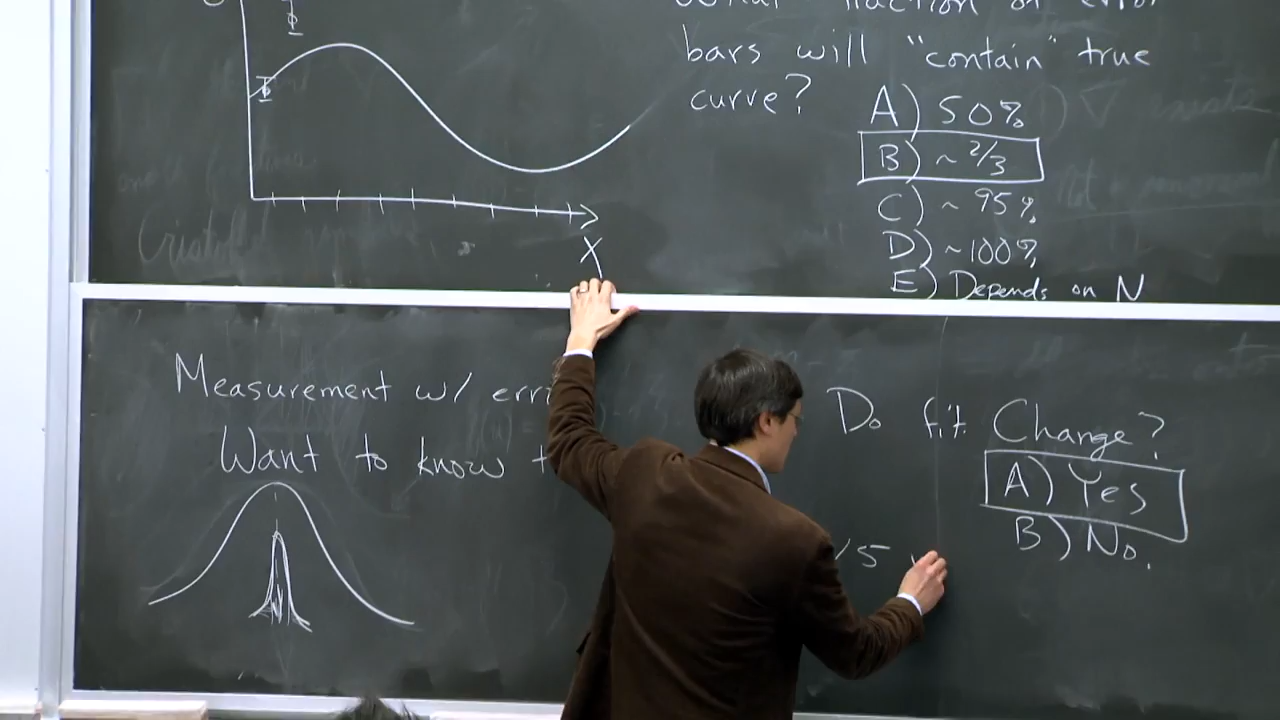 bars will "contain" true
curve?
A) 50%
B) ~ 2/3
C) ~ 95%
D) ~100%
E) Depends on N
X
Measurement w/
Want to know
Do fit Change?
A) Yes
B) No.